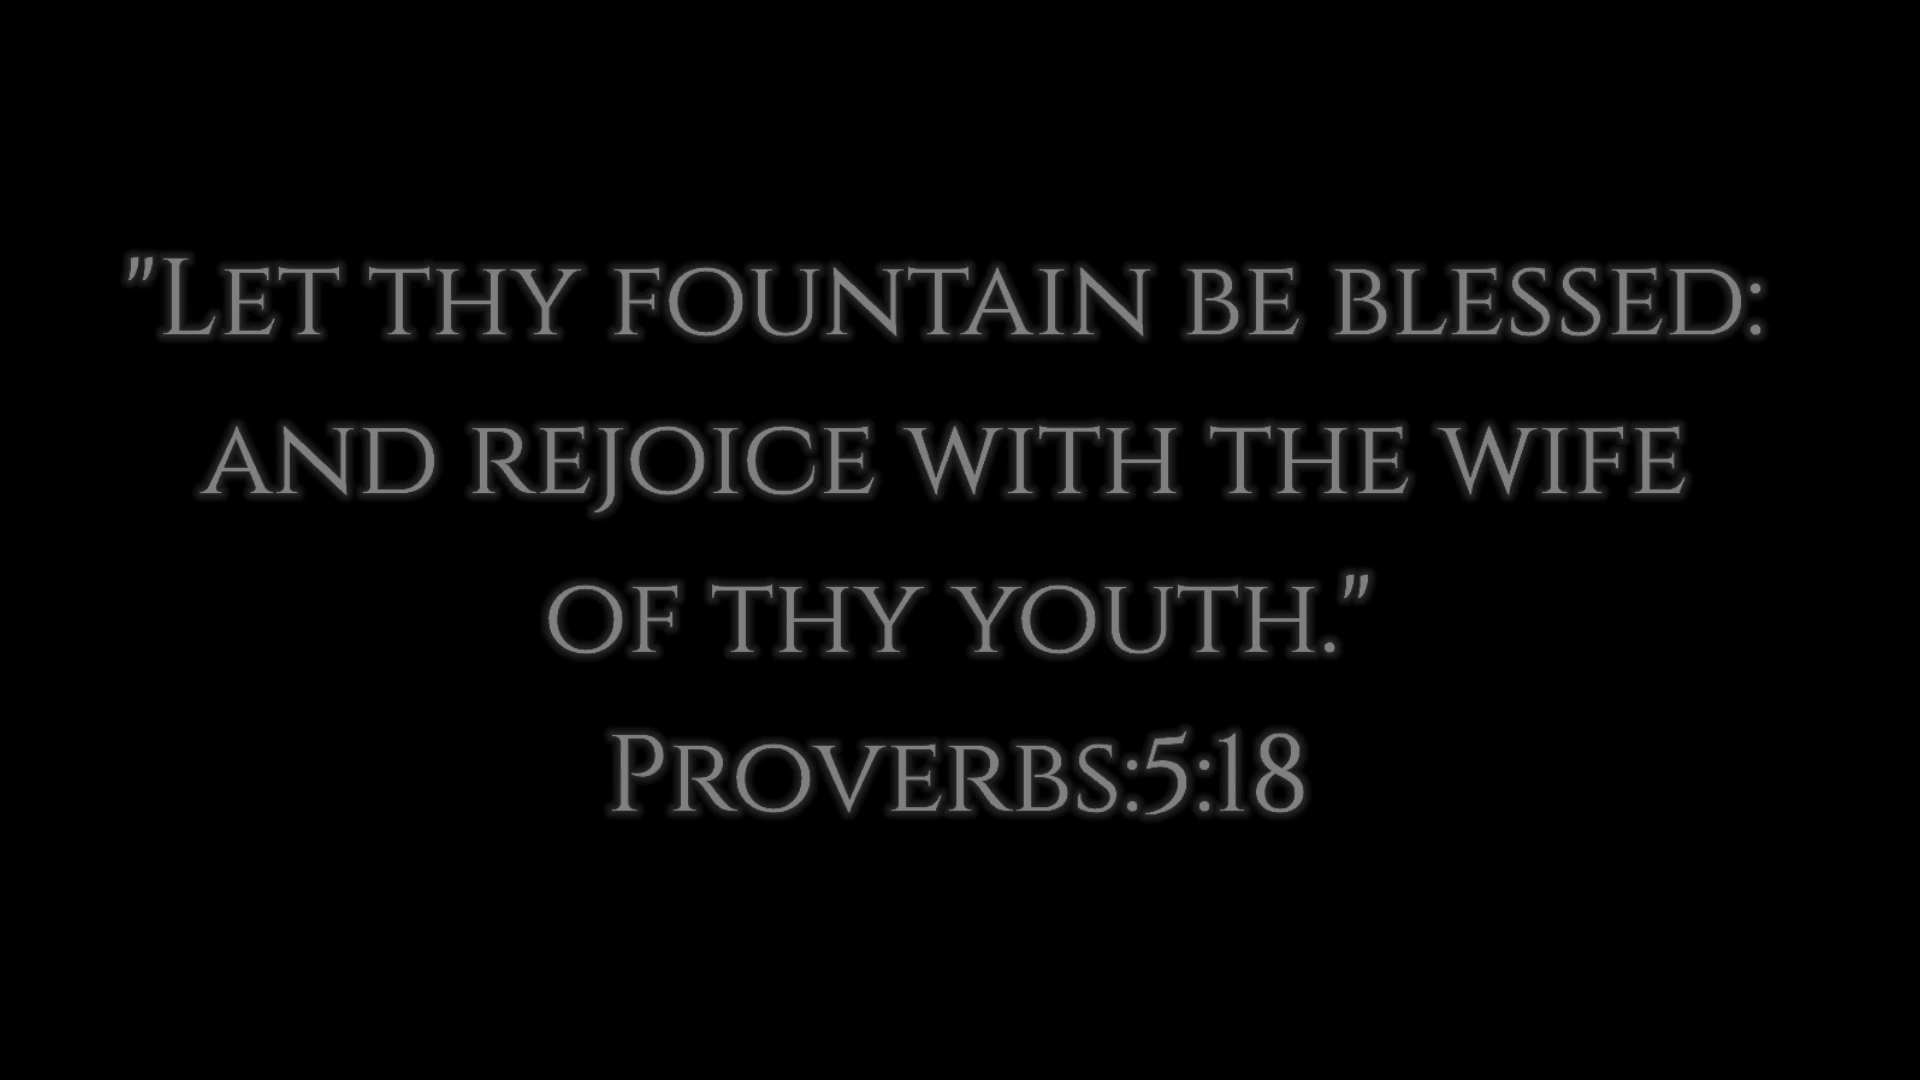 "Let thy fountain be blessed:
and rejoice with the wife
of thy youth."
Proverbs:5:18